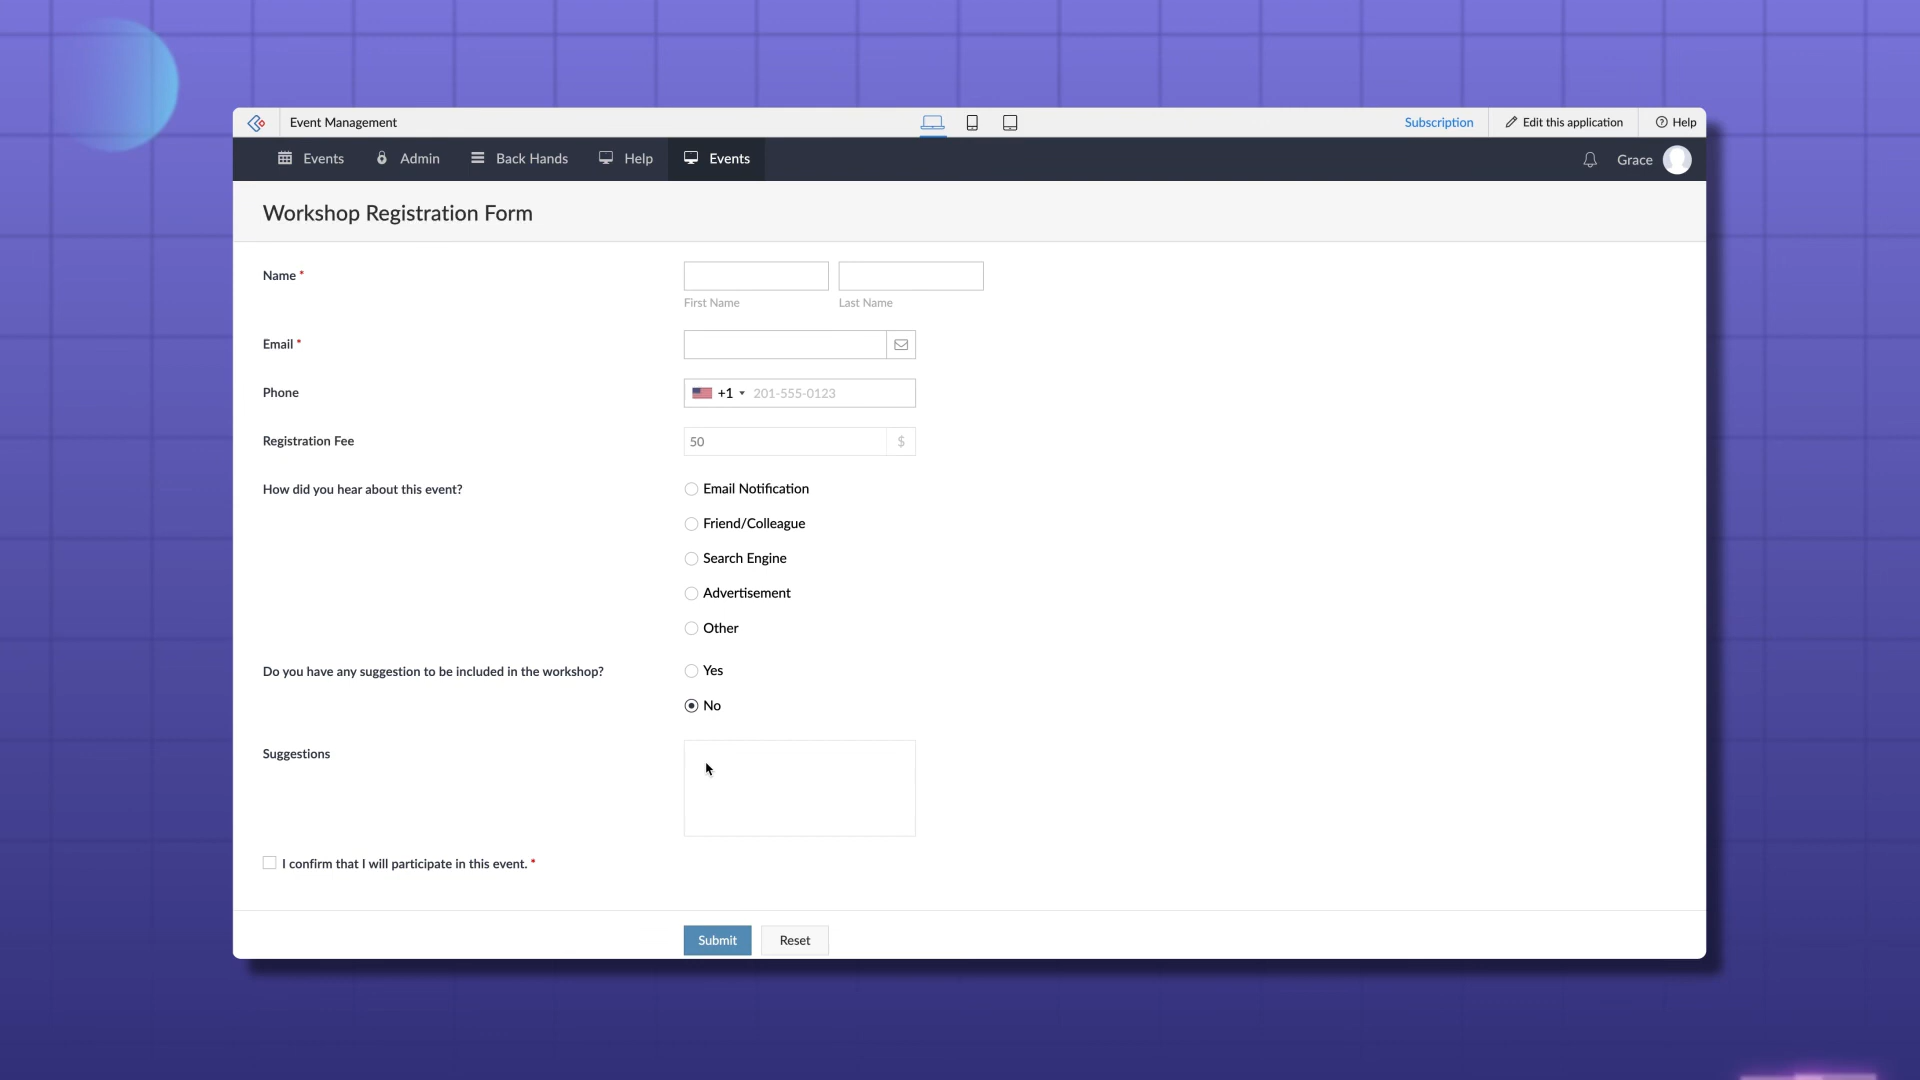 Event Management
Subscription
Edit this application
Help
Events
Admin
Back Hands
Help
Events
Grace
Workshop Registration Form
Name *
First Name
Last Name
Email *
Phone
+1 201-555-0123
Registration Fee
50 $
How did you hear about this event?
Email Notification
Friend/Colleague
Search Engine
Advertisement
Other
Do you have any suggestion to be included in the workshop?
Yes
No
Suggestions
I confirm that I will participate in this event. *
Submit
Reset